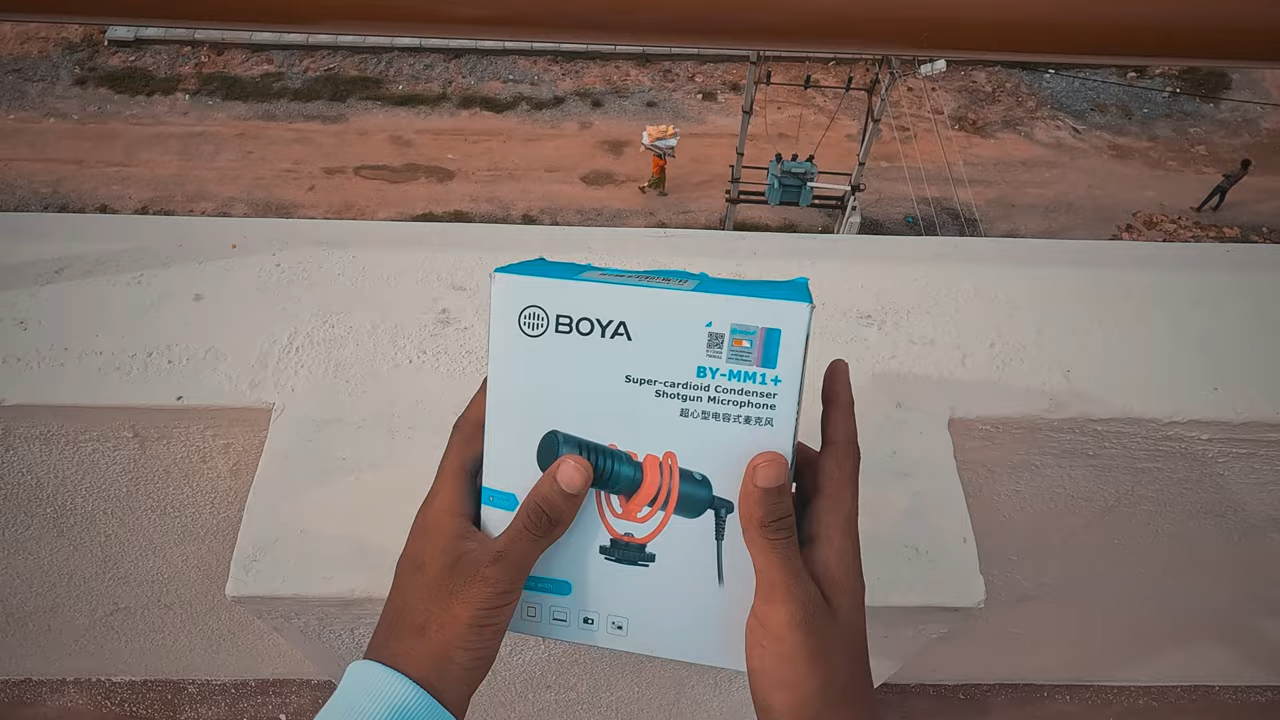 BOYA
BY-MM1+
Super-cardioid Condenser
Shotgun Microphone
超心型电容式麦克风